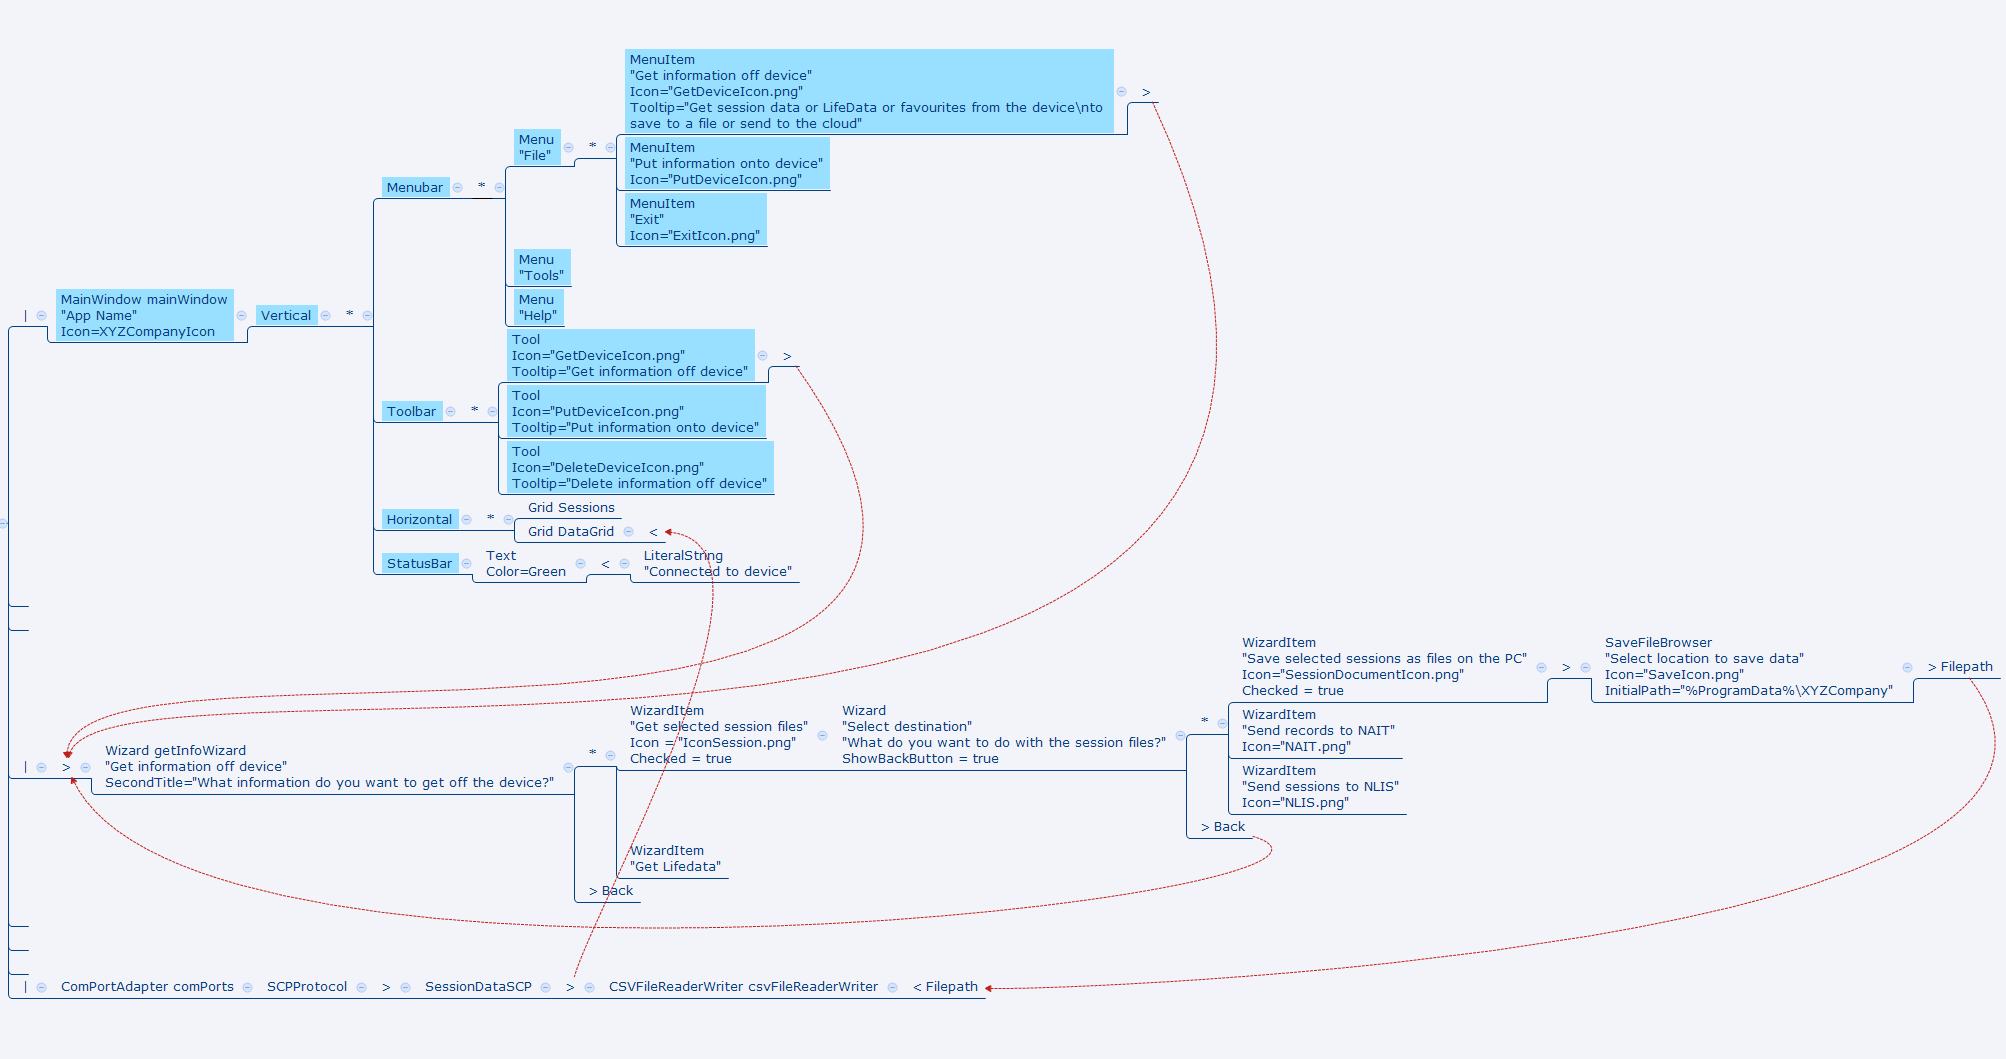 MenuItem
"Get information off device"
Icon="GetDeviceIcon.png"
Tooltip="Get session data or LifeData or favourites from the device\nto
save to a file or send to the cloud"
>
Menu
"File"
*
MenuItem
"Put information onto device"
Icon="PutDeviceIcon.png"
Menubar
*
MenuItem
"Exit"
Icon="ExitIcon.png"
Menu
"Tools"
Menu
"Help"
|
MainWindow mainWindow
"App Name"
Icon=XYZCompanyIcon
Vertical
*
Tool
Icon="GetDeviceIcon.png"
Tooltip="Get information off device"
>
Toolbar
*
Tool
Icon="PutDeviceIcon.png"
Tooltip="Put information onto device"
Tool
Icon="DeleteDeviceIcon.png"
Tooltip="Delete information off device"
Horizontal
*
Grid Sessions
Grid DataGrid
<
StatusBar
Text
Color=Green
<
LiteralString
"Connected to device"
|
>
Wizard getInfoWizard
"Get information off device"
SecondTitle="What information do you want to get off the device?"
*
WizardItem
"Get selected session files"
Icon ="IconSession.png"
Checked = true
Wizard
"Select destination"
"What do you want to do with the session files?"
ShowBackButton = true
*
WizardItem
"Save selected sessions as files on the PC"
Icon="SessionDocumentIcon.png"
Checked = true
>
SaveFileBrowser
"Select location to save data"
Icon="SaveIcon.png"
InitialPath="%ProgramData%\XYZCompany"
> Filepath
WizardItem
"Send records to NAIT"
Icon="NAIT.png"
WizardItem
"Send sessions to NLIS"
Icon="NLIS.png"
> Back
WizardItem
"Get Lifedata"
> Back
|
ComPortAdapter comPorts
SCPProtocol
>
SessionDataSCP
>
CSVFileReaderWriter csvFileReaderWriter
< Filepath